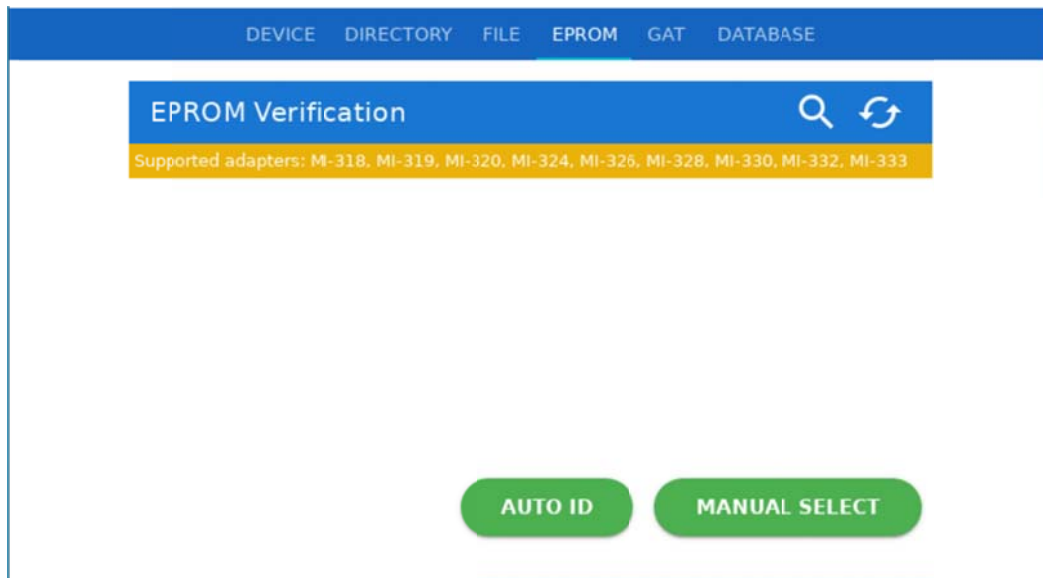 DEVICE DIRECTORY FILE EPROM GAT DATABASE
EPROM Verification
Supported adapters: MI-318, MI-319, MI-320, MI-324, MI-326, MI-328, MI-330, MI-332, MI-333
AUTO ID MANUAL SELECT